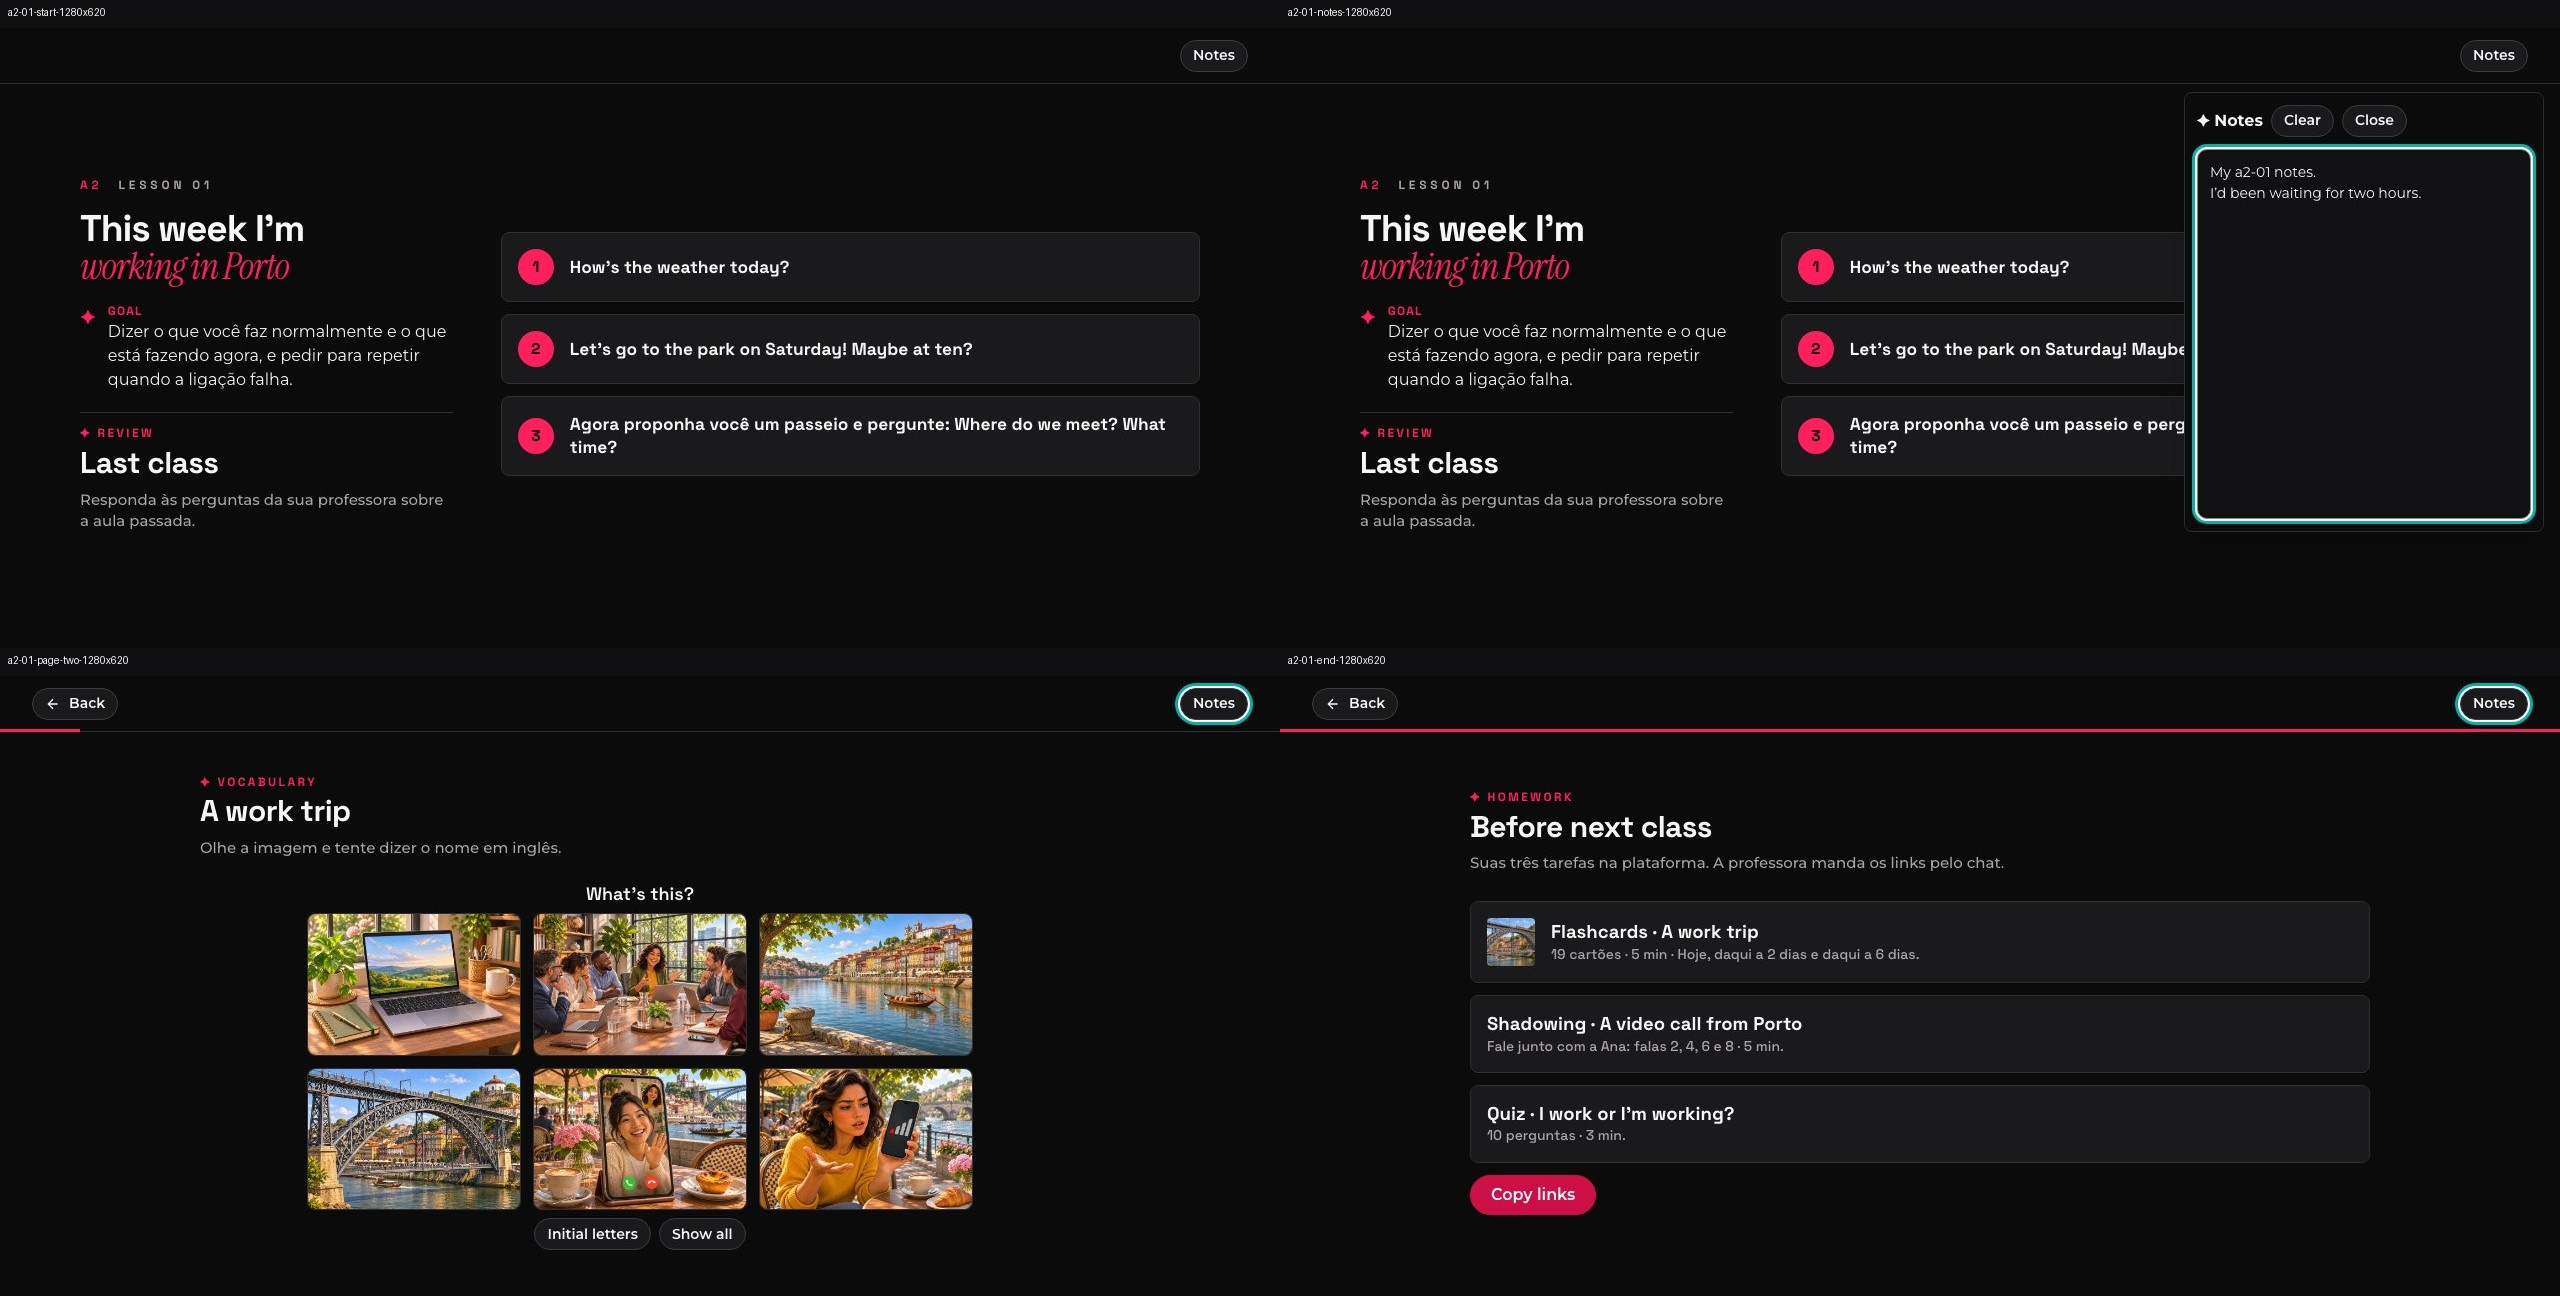 a2-01-start-1280x620
Notes
A2 LESSON 01
This week I'm
working in Porto
GOAL
Dizer o que você faz normalmente e o que
está fazendo agora, e pedir para repetir
quando a ligação falha.
REVIEW
Last class
Responda às perguntas da sua professora sobre
a aula passada.
1 How's the weather today?
2 Let's go to the park on Saturday! Maybe at ten?
3 Agora proponha você um passeio e pergunte: Where do we meet? What
time?
a2-01-notes-1280x620
Notes
A2 LESSON 01
This week I'm
working in Porto
GOAL
Dizer o que você faz normalmente e o que
está fazendo agora, e pedir para repetir
quando a ligação falha.
REVIEW
Last class
Responda às perguntas da sua professora sobre
a aula passada.
1 How's the weather today?
2 Let's go to the park on Saturday! Maybe
3 Agora proponha você um passeio e perg
time?
Notes Clear Close
My a2-01 notes.
I'd been waiting for two hours.
a2-01-page-two-1280x620
← Back
Notes
VOCABULARY
A work trip
Olhe a imagem e tente dizer o nome em inglês.
What's this?
Initial letters Show all
a2-01-end-1280x620
← Back
Notes
HOMEWORK
Before next class
Suas três tarefas na plataforma. A professora manda os links pelo chat.
Flashcards · A work trip
19 cartões · 5 min · Hoje, daqui a 2 dias e daqui a 6 dias.
Shadowing · A video call from Porto
Fale junto com a Ana: falas 2, 4, 6 e 8 · 5 min.
Quiz · I work or I'm working?
10 perguntas · 3 min.
Copy links